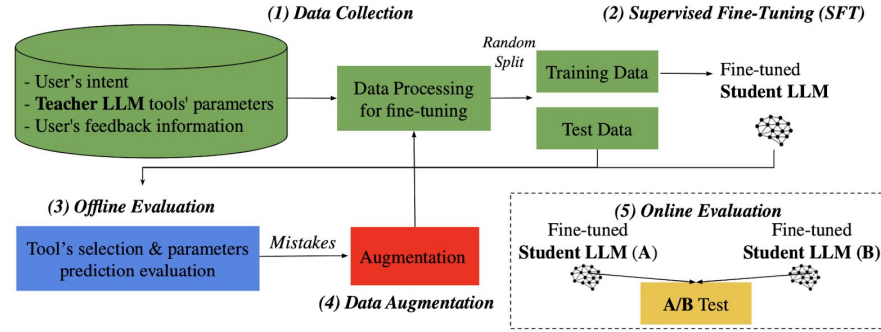 (1) Data Collection
(2) Supervised Fine-Tuning (SFT)
- User's intent
- Teacher LLM tools' parameters
- User's feedback information
Data Processing
for fine-tuning
Random
Split
Training Data
Test Data
Fine-tuned
Student LLM
(3) Offline Evaluation
Tool's selection & parameters
prediction evaluation
Mistakes
Augmentation
(4) Data Augmentation
(5) Online Evaluation
Fine-tuned
Student LLM (A)
Fine-tuned
Student LLM (B)
A/B Test